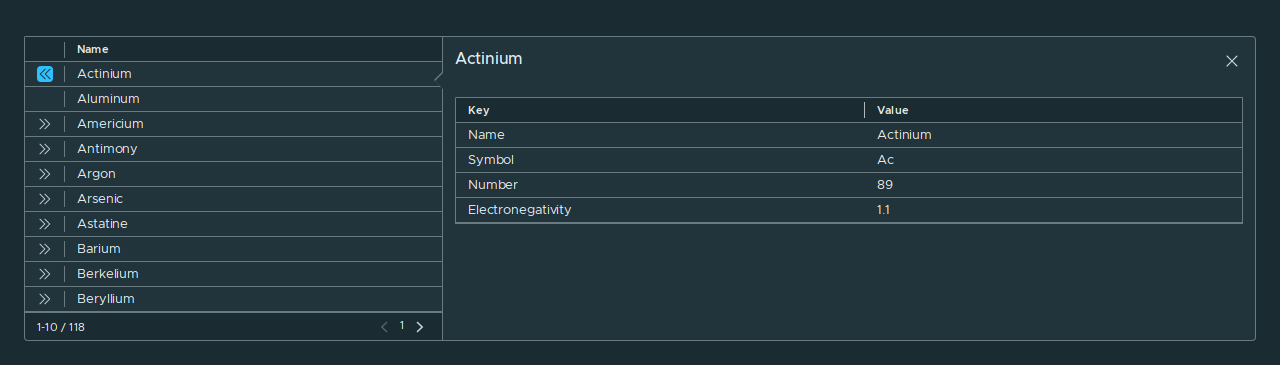 Name
Actinium
Aluminum
Americium
Antimony
Argon
Arsenic
Astatine
Barium
Berkelium
Beryllium
1-10 / 118
1
Actinium
Key Value
Name Actinium
Symbol Ac
Number 89
Electronegativity 1.1